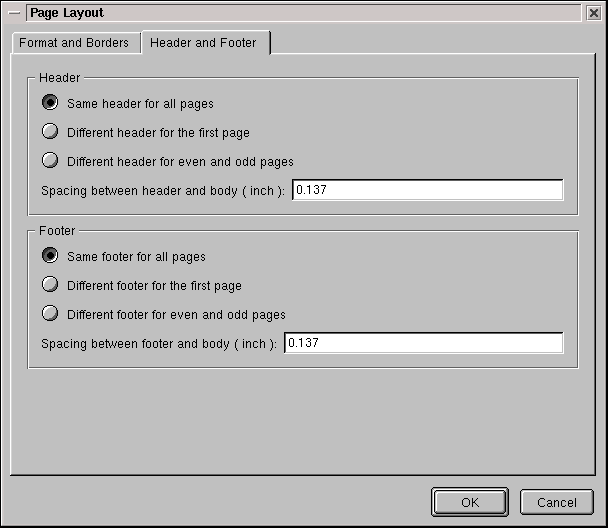 Page Layout
Format and Borders
Header and Footer
Header
Same header for all pages
Different header for the first page
Different header for even and odd pages
Spacing between header and body ( inch ): 0.137
Footer
Same footer for all pages
Different footer for the first page
Different footer for even and odd pages
Spacing between footer and body ( inch ): 0.137
OK
Cancel